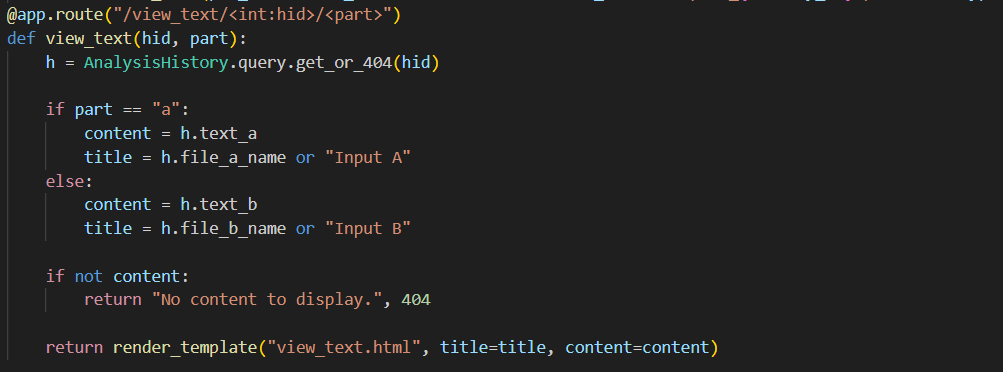 @app.route("/view_text/<int:hid>/<part>")
def view_text(hid, part):
    h = AnalysisHistory.query.get_or_404(hid)

    if part == "a":
        content = h.text_a
        title = h.file_a_name or "Input A"
    else:
        content = h.text_b
        title = h.file_b_name or "Input B"

    if not content:
        return "No content to display.", 404

    return render_template("view_text.html", title=title, content=content)